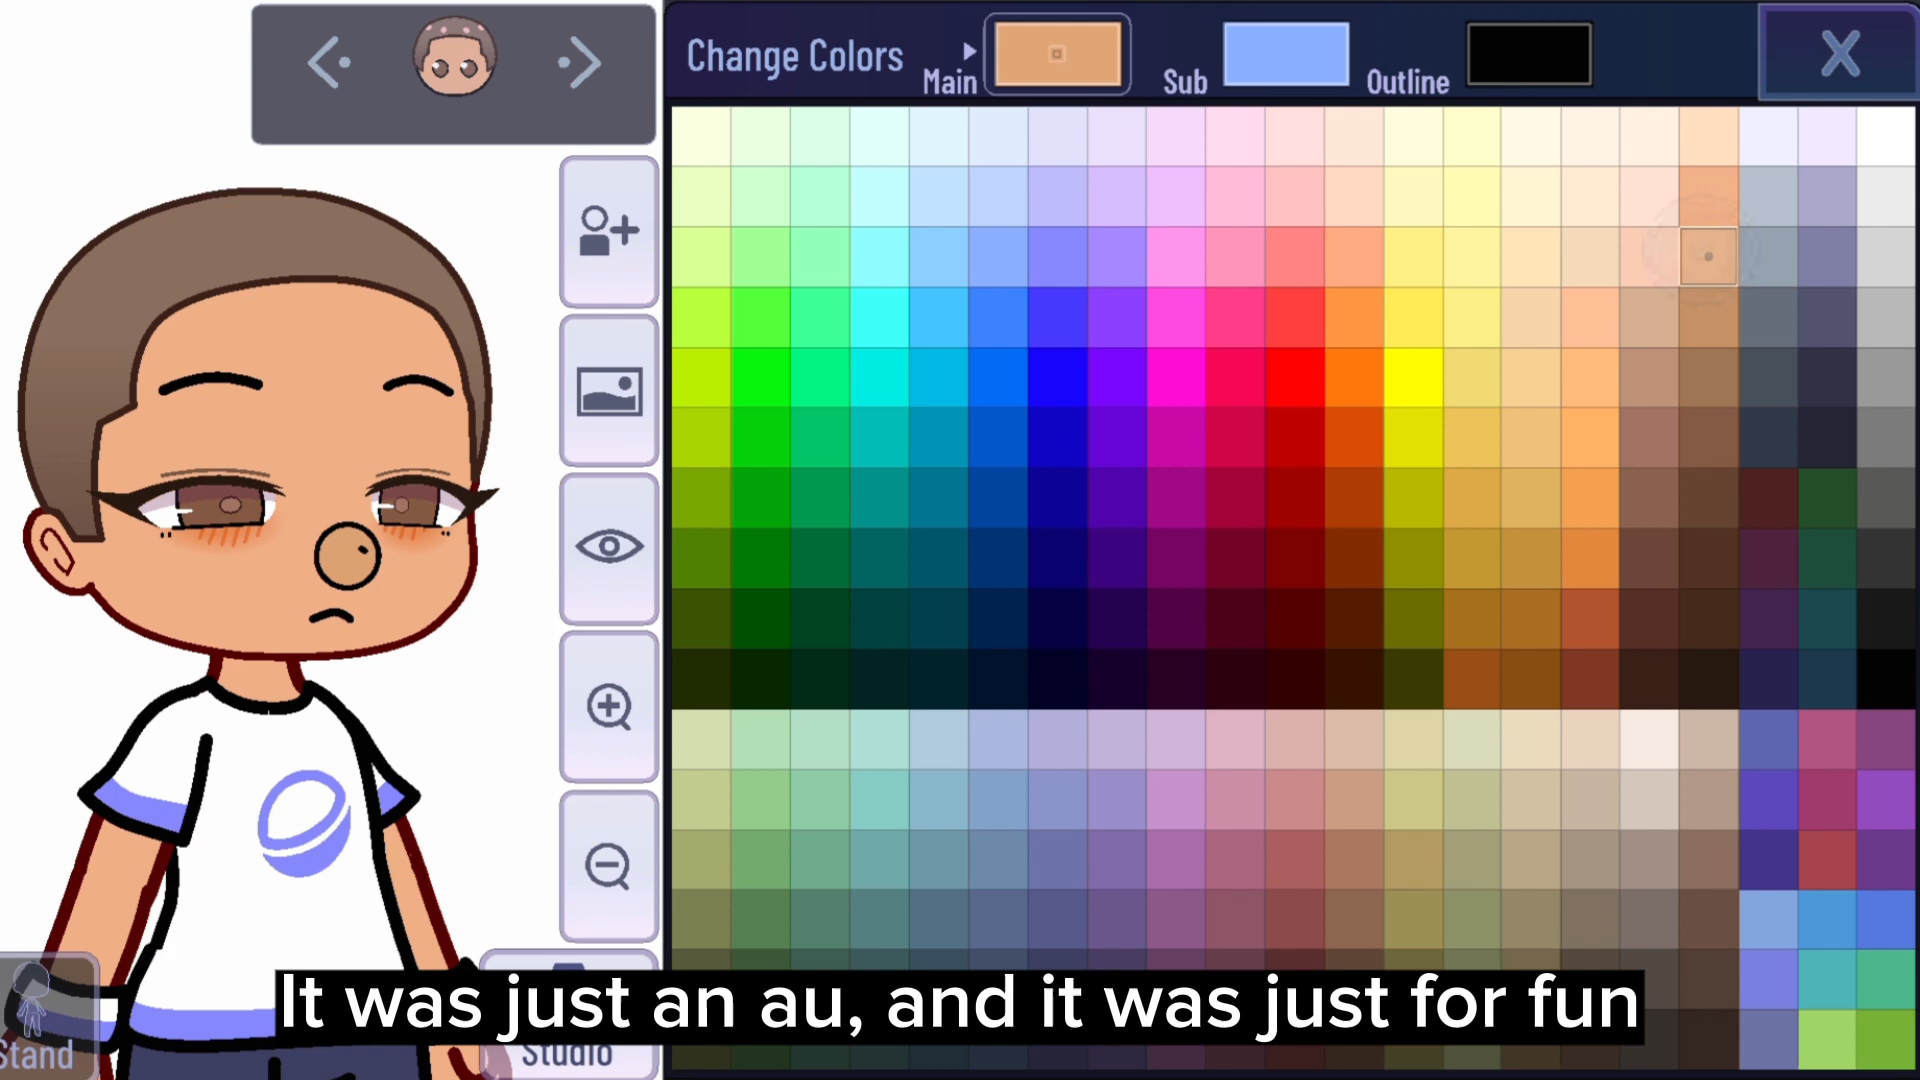 Change Colors
Main
Sub
Outline
X
It was just an au, and it was just for fun
Stand
Studio